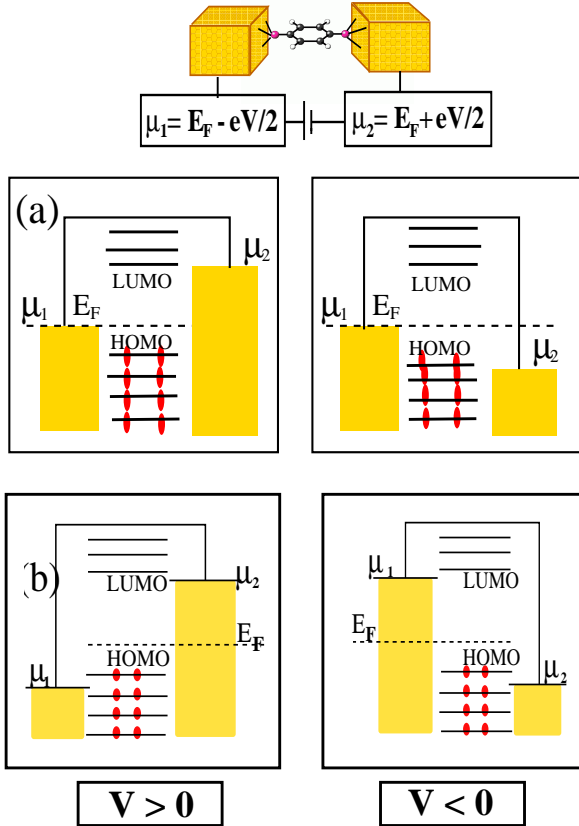 μ1= EF - eV/2
μ2= EF+eV/2
(a)
LUMO
μ2
μ1 EF
HOMO
LUMO
μ1 EF
HOMO
μ2
(b)
LUMO
μ2
EF
HOMO
μ1
μ1
LUMO
EF
HOMO
μ2
V > 0
V < 0